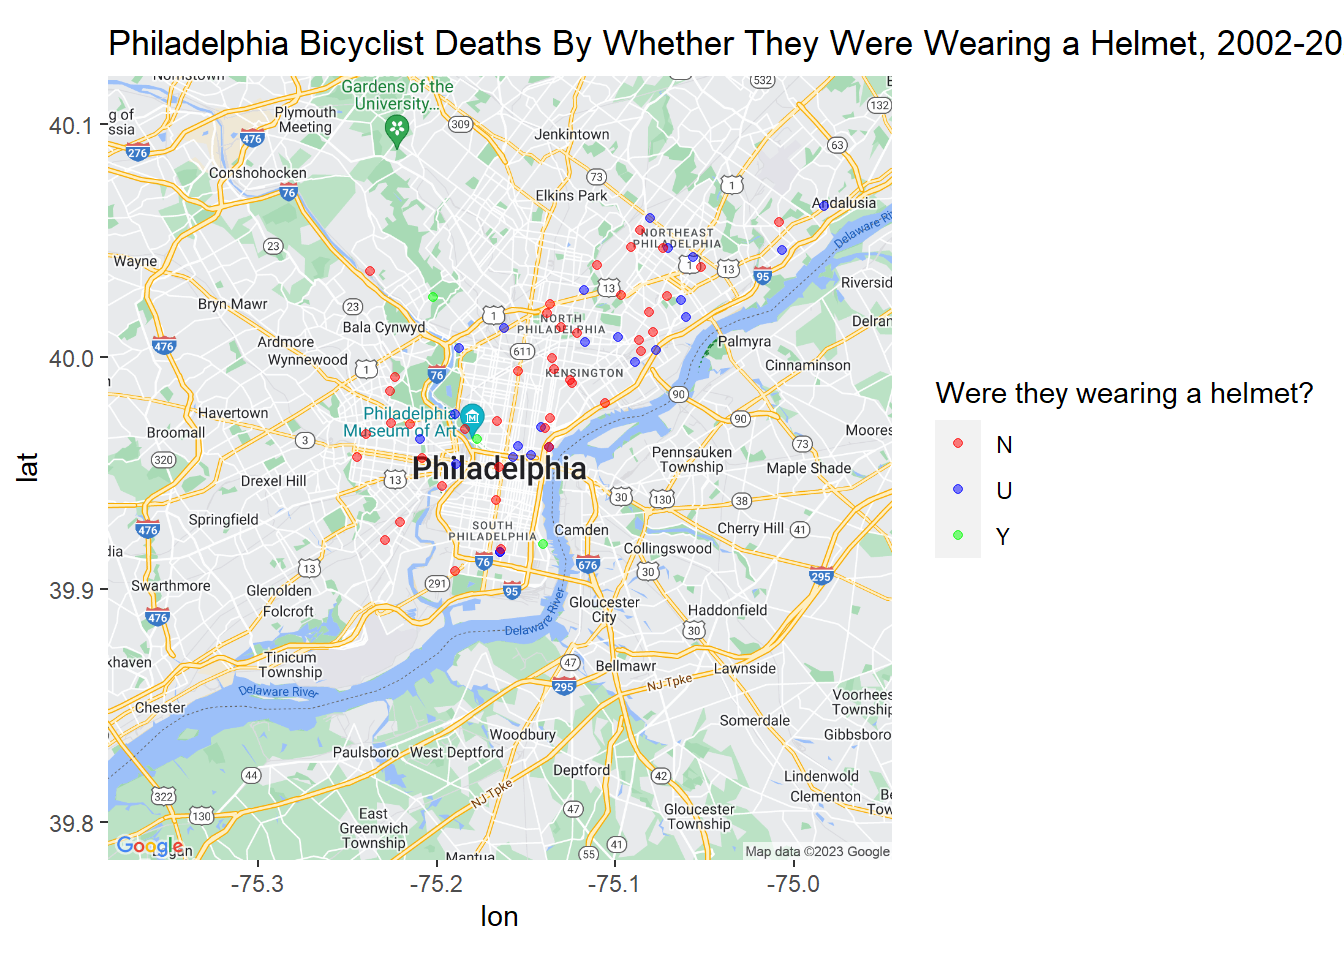 Philadelphia Bicyclist Deaths By Whether They Were Wearing a Helmet, 2002-20
Norristown
Gardens of the
University...
532
132
g of
ssia
Plymouth
Meeting
476
309
Jenkintown
276
63
Conshohocken
76
73
1
Elkins Park
Andalusia
NORTHEAST
PHILADELPHIA
Delaware Riv
23
Wayne
1
13
95
Riversid
13
Bryn Mawr
23
Bala Cynwyd
1
NORTH
PHILADELPHIA
Delran
476
Ardmore
Wynnewood
611
Palmyra
Cinnaminson
1
76
KENSINGTON
90
Havertown
Philadelphia
Museum of Art
90
Broomall
3
73
Moores
320
Pennsauken
Township
Maple Shade
Drexel Hill
13
Philadelphia
30
130
38
Springfield
476
SOUTH
PHILADELPHIA
Camden
Cherry Hill
41
dia
Collingswood
76
676
13
30
295
Swarthmore
Glenolden
291
95
Folcroft
476
Gloucester
City
Haddonfield
Delaware River
30
khaven
Tinicum
Township
47
Bellmawr
Lawnside
Delaware River
295
NJ Tpke
Voorhees
Township
Chester
Somerdale
Gibbsboro
Woodbury
Paulsboro
West Deptford
Deptford
44
42
Lindenwold
NJ Tpke
Clementon
322
130
47
Gloucester
Township
East
Greenwich
Township
41
55
Mantua
Google
Map data ©2023 Google
40.1
40.0
39.9
39.8
lat
-75.3
-75.2
-75.1
-75.0
lon
Were they wearing a helmet?
N
U
Y